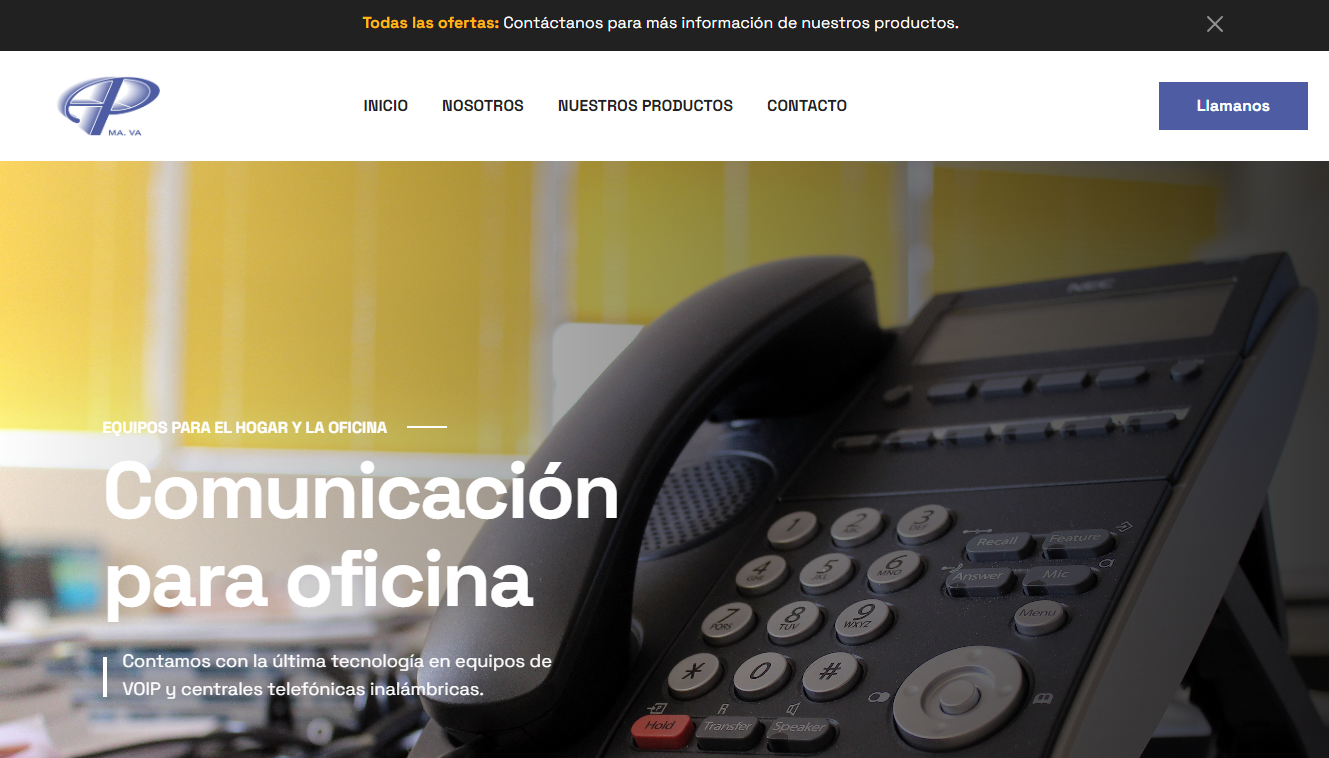 Todas las ofertas: Contáctanos para más información de nuestros productos.
AP
MA. VA
INICIO NOSOTROS NUESTROS PRODUCTOS CONTACTO
Llamanos
NEC
EQUIPOS PARA EL HOGAR Y LA OFICINA
Comunicación
para oficina
Contamos con la última tecnología en equipos de
VOIP y centrales telefónicas inalámbricas.
1 2 ABC 3 DEF
4 GHI 5 JKL 6 MNO
7 PQRS 8 TUV 9 WXYZ
* 0 #
Recall Feature
Answer Mic
Menu
R
Hold Transfer Speaker